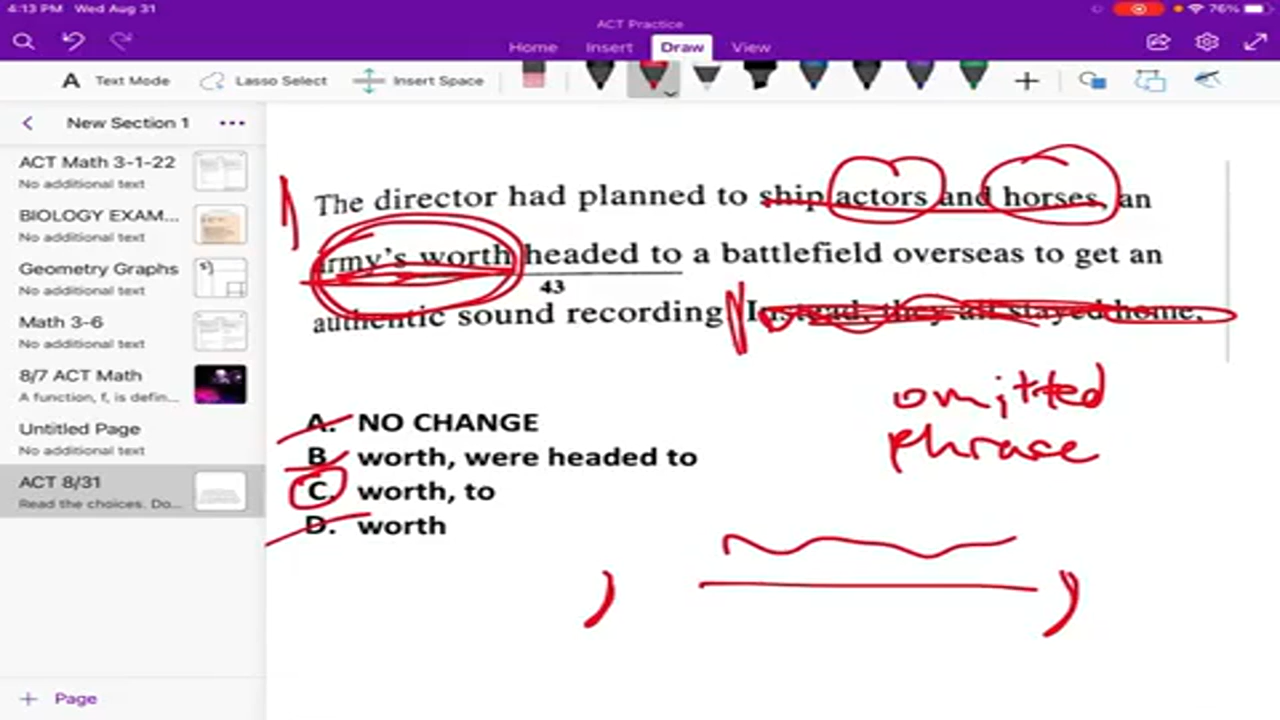 4:13 PM Wed Aug 31
76%
ACT Practice
Home Insert Draw View
A Text Mode Lasso Select Insert Space
New Section 1
ACT Math 3-1-22
No additional text
BIOLOGY EXAM...
No additional text
Geometry Graphs
No additional text
Math 3-6
No additional text
8/7 ACT Math
A function, f, is defin...
Untitled Page
No additional text
ACT 8/31
Read the choices. Do...
+ Page
The director had planned to ship actors and horses, an
army's worth headed to a battlefield overseas to get an
43
authentic sound recording. Instead, they all stayed home.
A. NO CHANGE
B. worth, were headed to
C. worth, to
D. worth
omitted
phrase
, ,